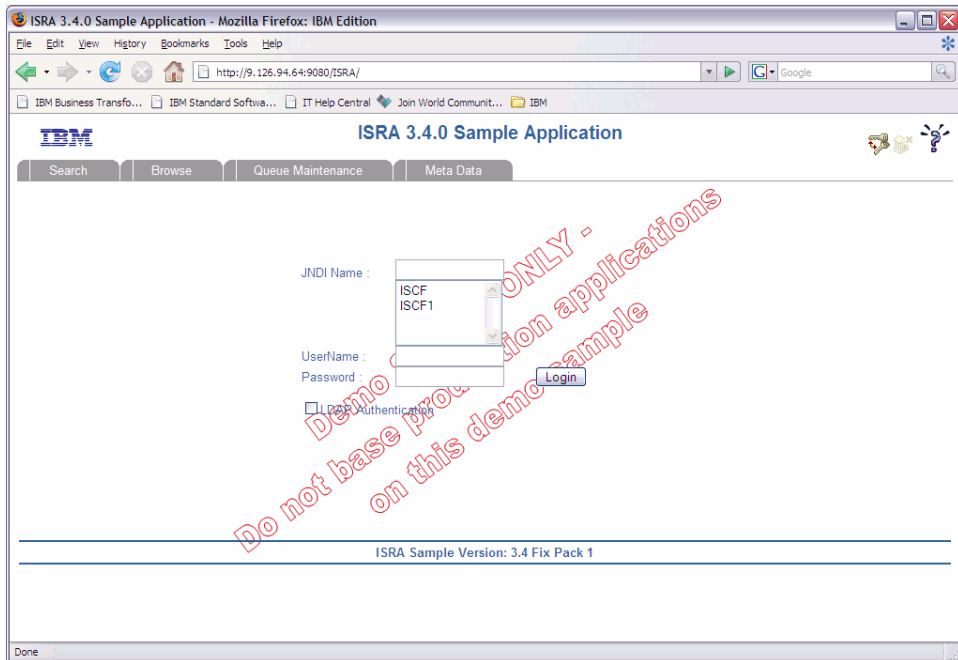 ISRA 3.4.0 Sample Application - Mozilla Firefox: IBM Edition
File Edit View History Bookmarks Tools Help
http://9.126.94.64:9080/ISRA/
G Google
IBM Business Transfo... IBM Standard Softwa... IT Help Central Join World Communit... IBM
IBM
ISRA 3.4.0 Sample Application
Search Browse Queue Maintenance Meta Data
JNDI Name :
ISCF
ISCF1
UserName :
Password :
Login
LDAP Authentication
Demo ONLY -
Do not base production applications
on this demo sample
ISRA Sample Version: 3.4 Fix Pack 1
Done